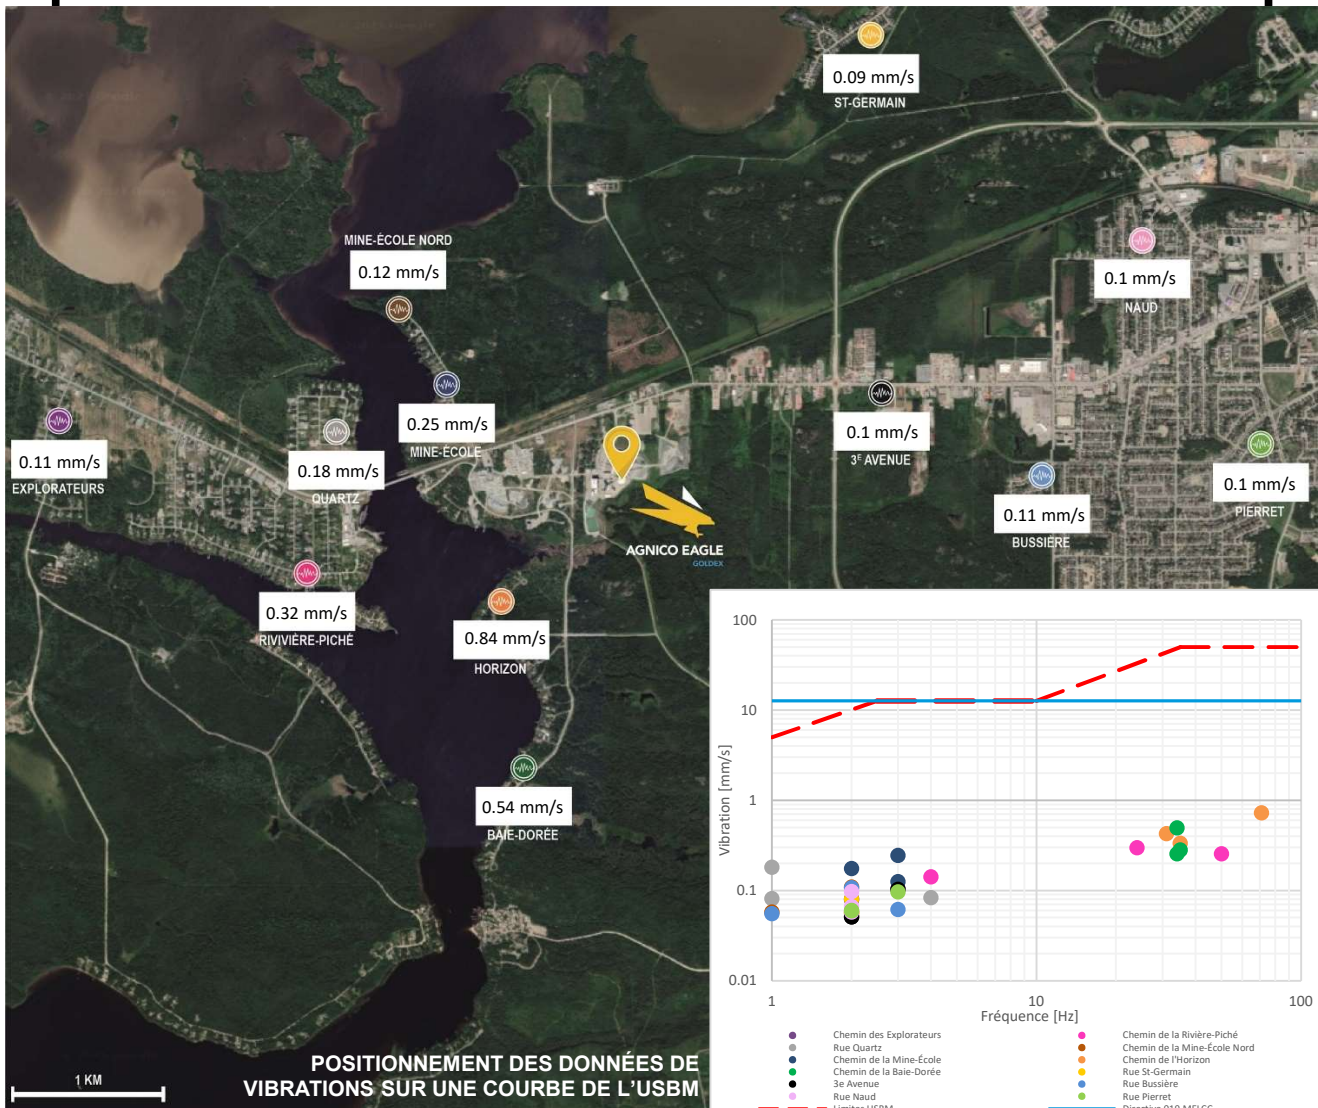 0.09 mm/s
ST-GERMAIN
MINE-ÉCOLE NORD
0.12 mm/s
0.1 mm/s
NAUD
0.25 mm/s
MINE-ÉCOLE
0.11 mm/s
EXPLORATEURS
0.18 mm/s
QUARTZ
0.1 mm/s
3E AVENUE
0.11 mm/s
BUSSIÈRE
0.1 mm/s
PIERRET
AGNICO EAGLE
GOLDEX
0.32 mm/s
RIVIVIÈRE-PICHÉ
0.84 mm/s
HORIZON
0.54 mm/s
BAIE-DORÉE
1 KM
POSITIONNEMENT DES DONNÉES DE
VIBRATIONS SUR UNE COURBE DE L'USBM
Vibration [mm/s]
100
10
1
0.1
0.01
1 10 100
Fréquence [Hz]
Chemin des Explorateurs
Chemin de la Rivière-Piché
Rue Quartz
Chemin de la Mine-École Nord
Chemin de la Mine-École
Chemin de l'Horizon
Chemin de la Baie-Dorée
Rue St-Germain
3e Avenue
Rue Bussière
Rue Naud
Rue Pierret
Limites USBM
Directive 019 MELCC